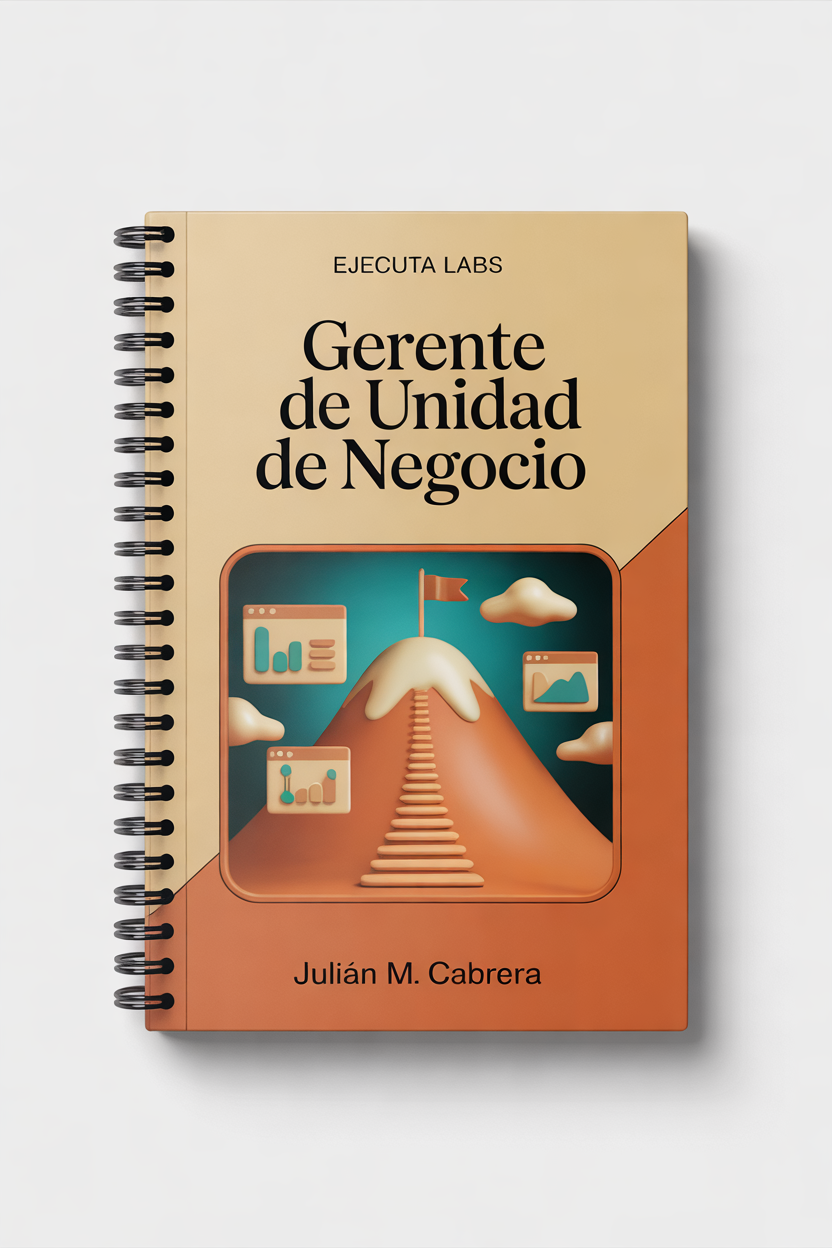 EJECUTA LABS
Gerente
de Unidad
de Negocio
Julián M. Cabrera